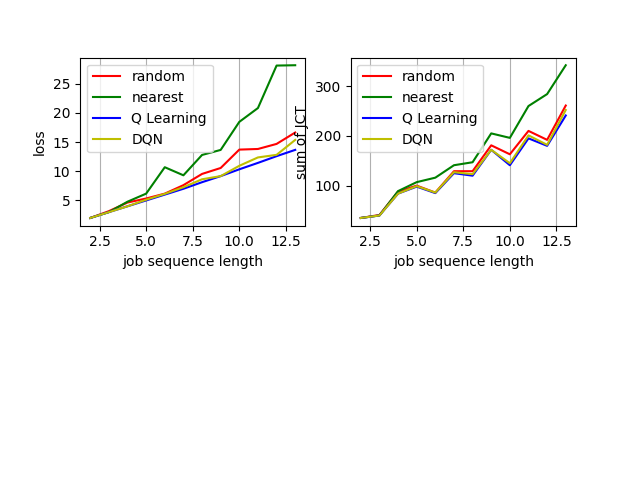 random
nearest
Q Learning
DQN
25
20
15
10
5
loss
2.5 5.0 7.5 10.0 12.5
job sequence length
random
nearest
Q Learning
DQN
300
200
100
sum of JCT
2.5 5.0 7.5 10.0 12.5
job sequence length